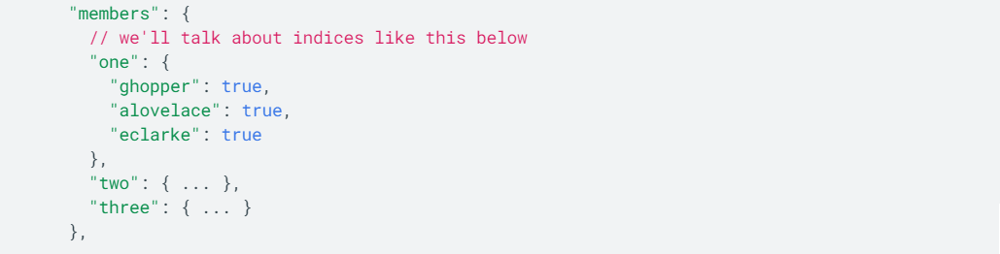 "members": {
// we'll talk about indices like this below
"one": {
"ghopper": true,
"alovelace": true,
"eclarke": true
},
"two": { ... },
"three": { ... }
},